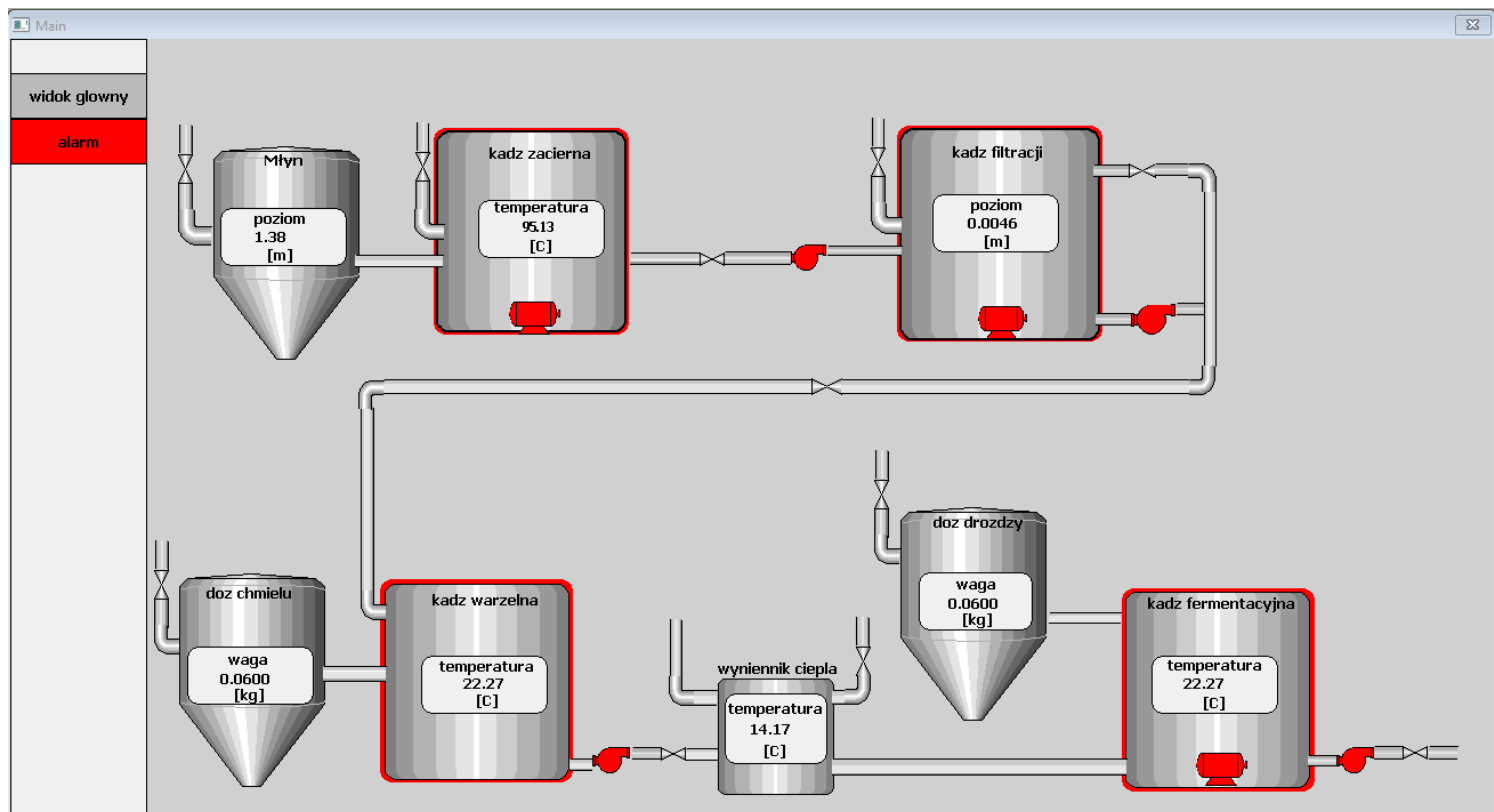 Main
widok glowny
alarm
Młyn
poziom
1.38
[m]
kadz zacierna
temperatura
95.13
[C]
kadz filtracji
poziom
0.0046
[m]
doz chmielu
waga
0.0600
[kg]
kadz warzelna
temperatura
22.27
[C]
wyniennik ciepla
temperatura
14.17
[C]
doz drozdzy
waga
0.0600
[kg]
kadz fermentacyjna
temperatura
22.27
[C]